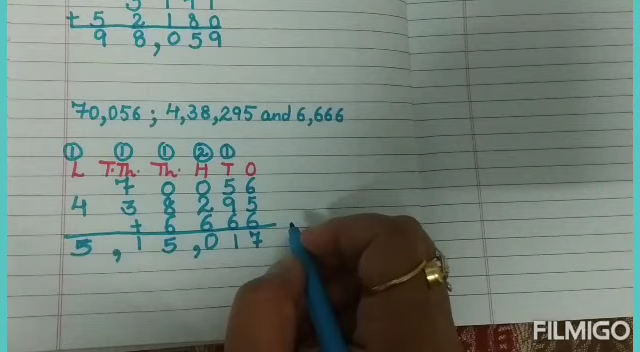 + 5 2 1 8 0
9 8 , 0 5 9
70,056 ; 4,38,295 and 6,666
① ① ① ② ①
L T.Th. Th. H T O
7 0 0 5 6
4 3 8 2 9 5
+ 6 6 6 6
5 , 1 5 , 0 1 7
FILMIGO